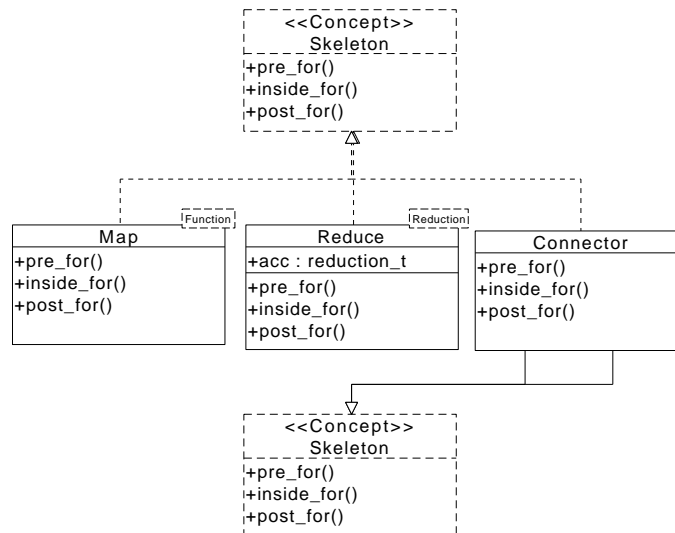 <<Concept>>
Skeleton
+pre_for()
+inside_for()
+post_for()
Function
Map
+pre_for()
+inside_for()
+post_for()
Reduction
Reduce
+acc : reduction_t
+pre_for()
+inside_for()
+post_for()
Connector
+pre_for()
+inside_for()
+post_for()
<<Concept>>
Skeleton
+pre_for()
+inside_for()
+post_for()